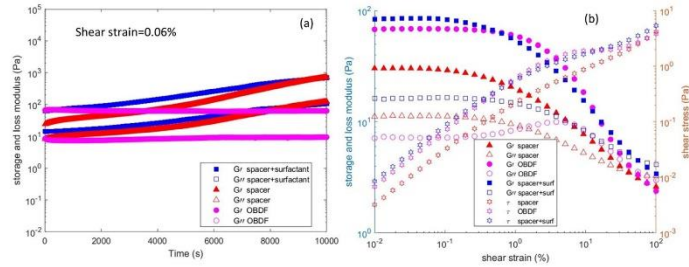 (a)
Shear strain=0.06%
storage and loss modulus (Pa)
10^5
10^4
10^3
10^2
10^1
10^0
10^-1
10^-2
G′ spacer+surfactant
G″ spacer+surfactant
G′ spacer
G″ spacer
G′ OBDF
G″ OBDF
0 2000 4000 6000 8000 10000
Time (s)
(b)
storage and loss modulus (Pa)
10^2
10^1
10^0
G′ spacer
G″ spacer
G′ OBDF
G″ OBDF
G′ spacer+surf
G″ spacer+surf
τ spacer
τ OBDF
τ spacer+surf
10^-2 10^-1 10^0 10^1 10^2
shear strain (%)
10^1
10^0
10^-1
10^-2
10^-3
shear stress (Pa)